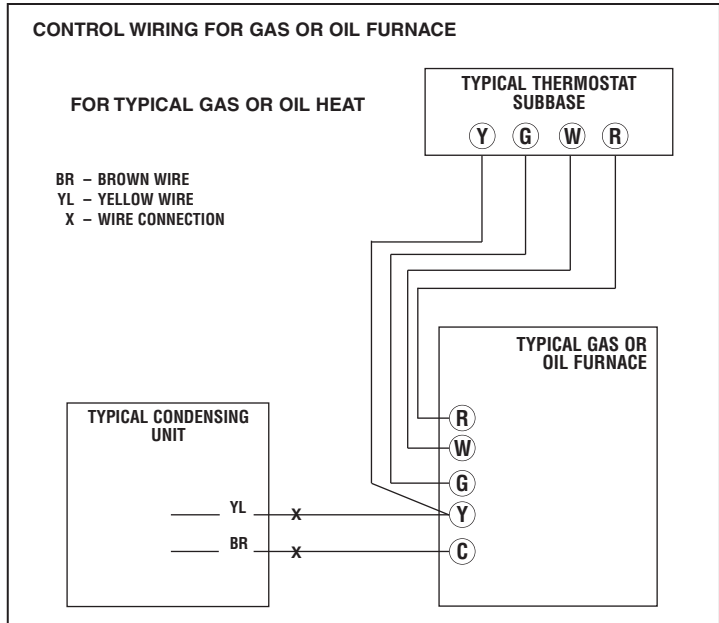 CONTROL WIRING FOR GAS OR OIL FURNACE
FOR TYPICAL GAS OR OIL HEAT
BR – BROWN WIRE
YL – YELLOW WIRE
X – WIRE CONNECTION
TYPICAL THERMOSTAT
SUBBASE
Y G W R
TYPICAL GAS OR
OIL FURNACE
R
W
G
Y
C
TYPICAL CONDENSING
UNIT
YL X
BR X